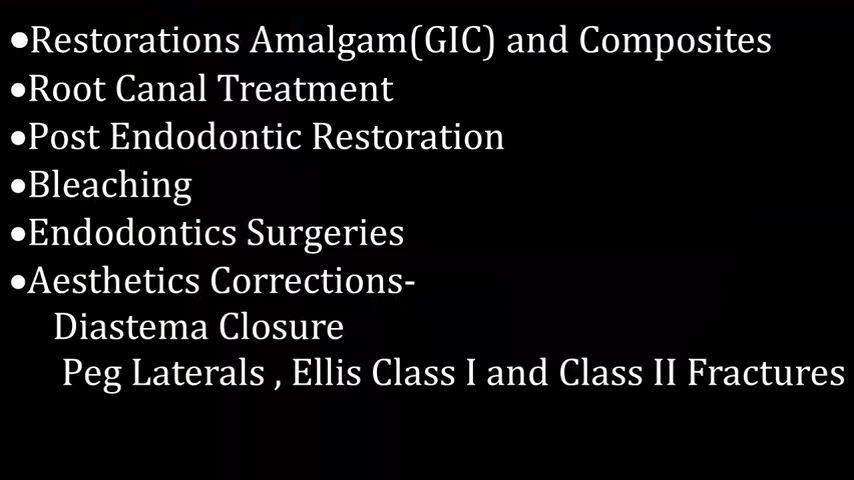 •Restorations Amalgam(GIC) and Composites
•Root Canal Treatment
•Post Endodontic Restoration
•Bleaching
•Endodontics Surgeries
•Aesthetics Corrections-
Diastema Closure
Peg Laterals , Ellis Class I and Class II Fractures